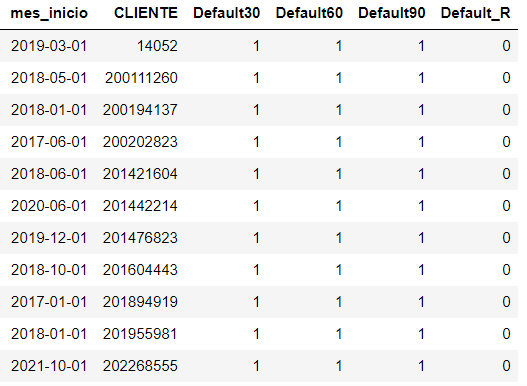 mes_inicio CLIENTE Default30 Default60 Default90 Default_R
2019-03-01 14052 1 1 1 0
2018-05-01 200111260 1 1 1 0
2018-01-01 200194137 1 1 1 0
2017-06-01 200202823 1 1 1 0
2018-06-01 201421604 1 1 1 0
2020-06-01 201442214 1 1 1 0
2019-12-01 201476823 1 1 1 0
2018-10-01 201604443 1 1 1 0
2017-01-01 201894919 1 1 1 0
2018-01-01 201955981 1 1 1 0
2021-10-01 202268555 1 1 1 0